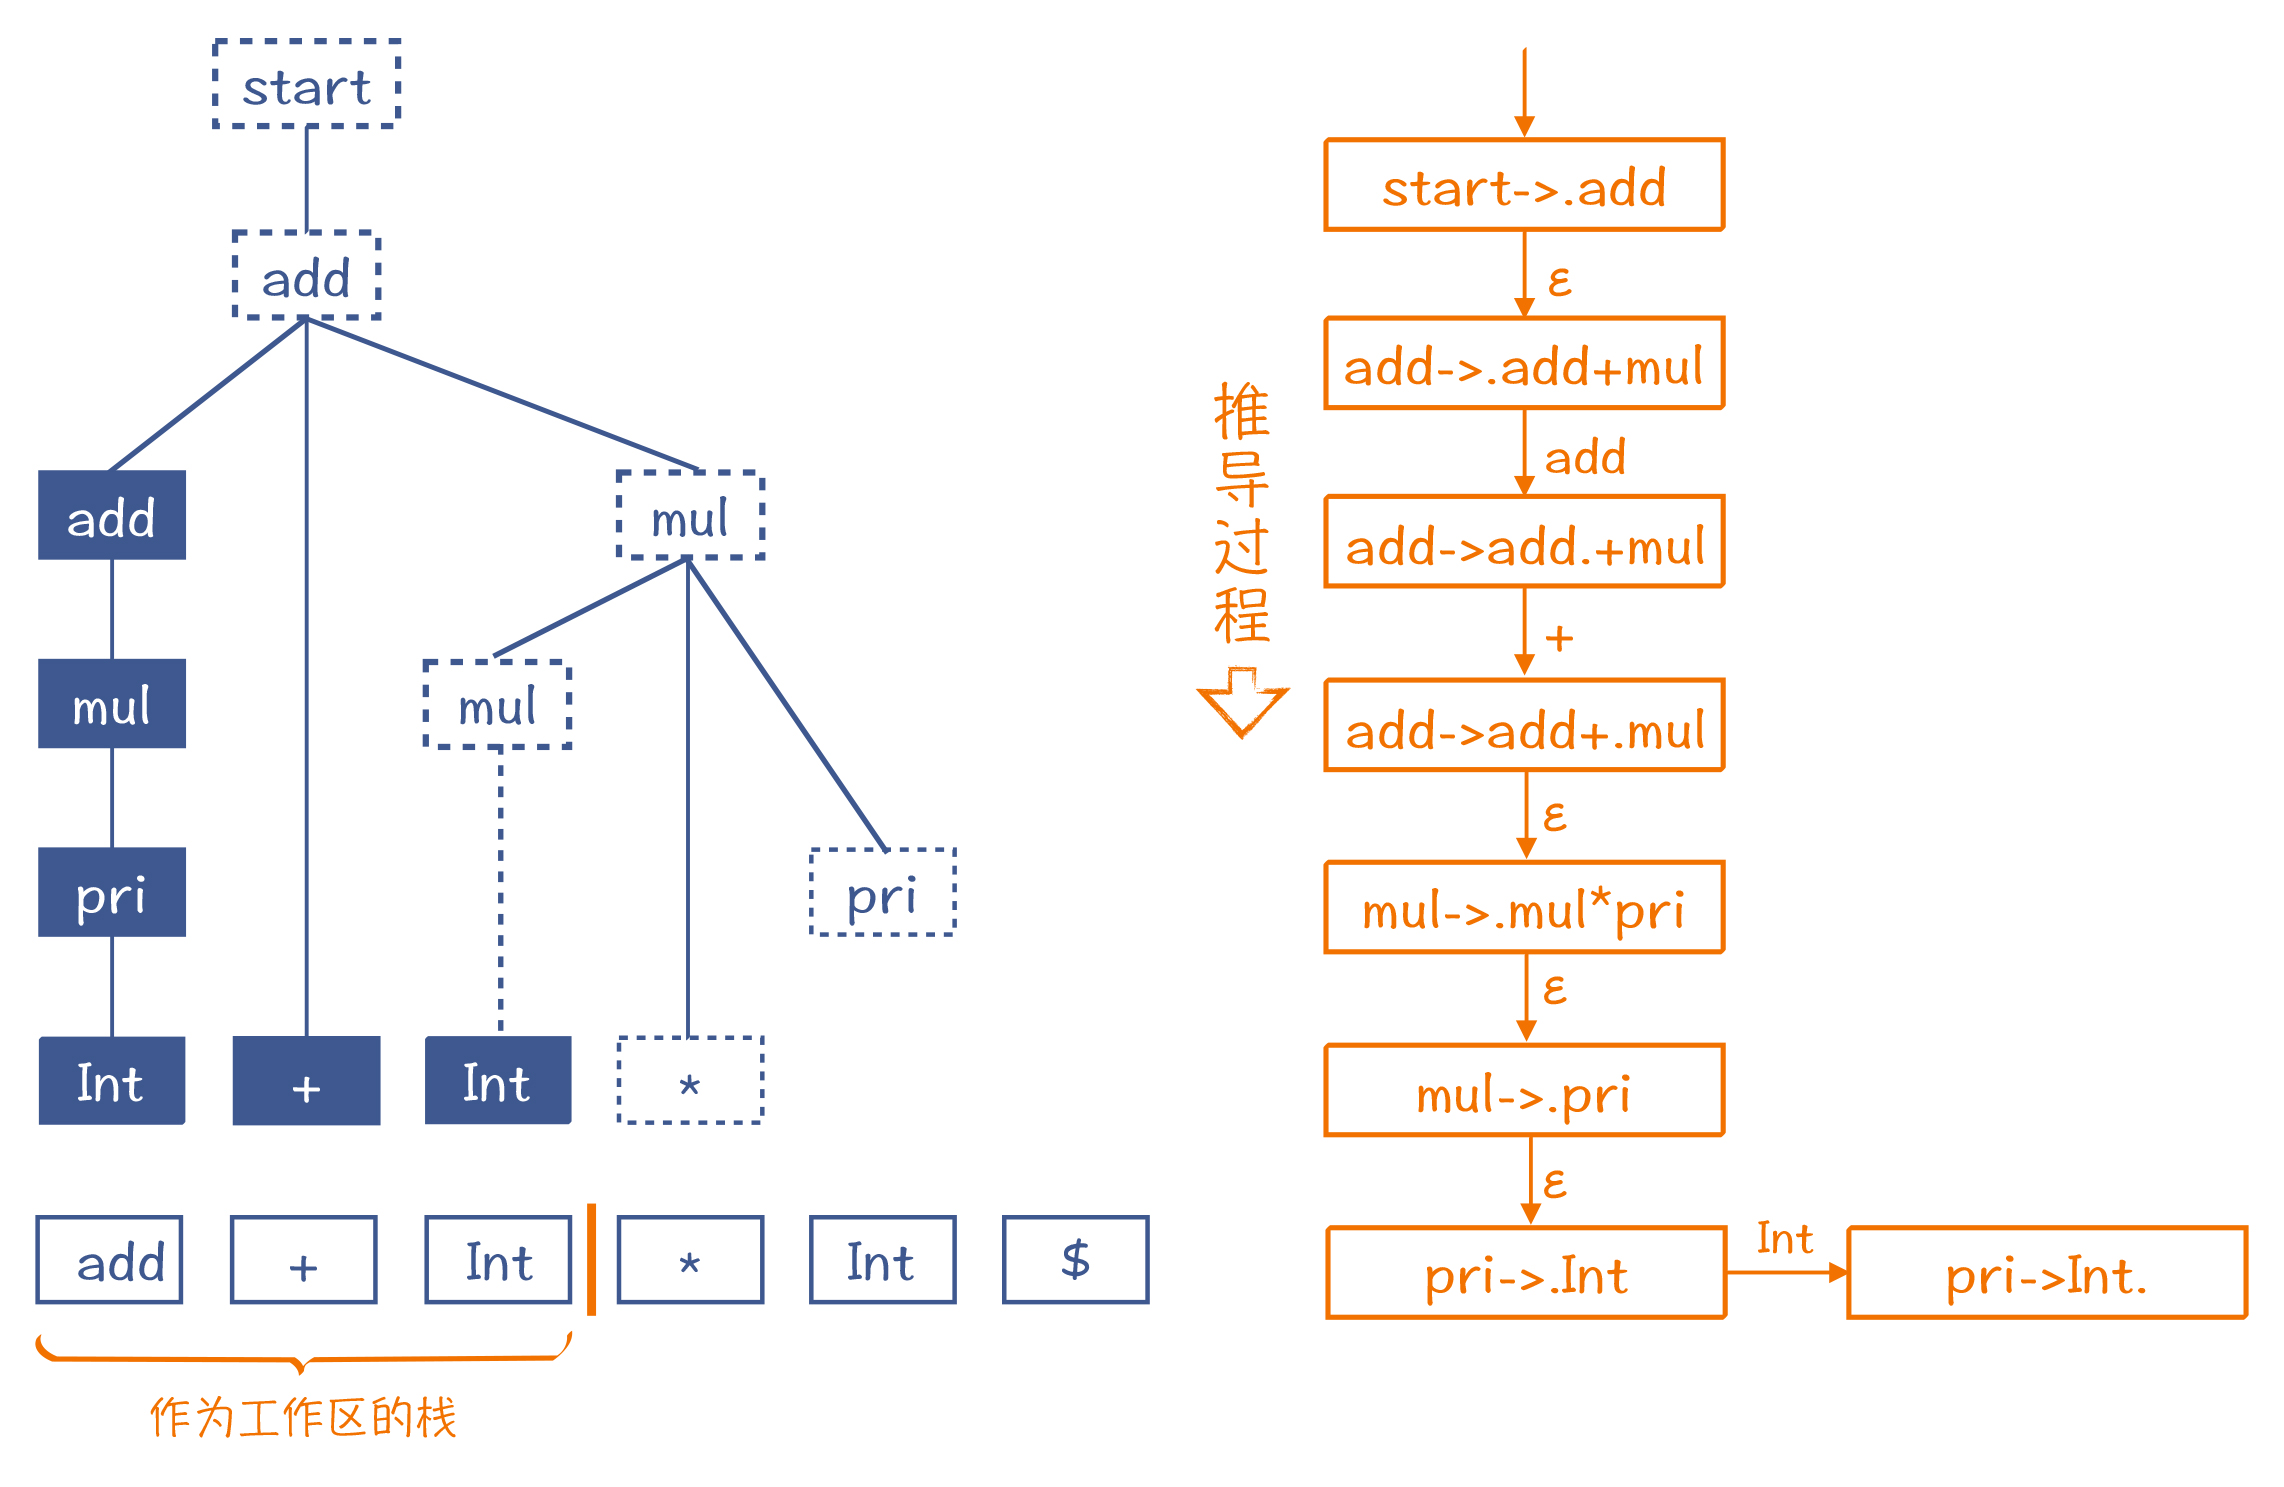 start
add
add
mul
mul
mul
pri
pri
Int
+
Int
*
add
+
Int
*
Int
$
作为工作区的栈
推导过程
start->.add
ε
add->.add+mul
add
add->add.+mul
+
add->add+.mul
ε
mul->.mul*pri
ε
mul->.pri
ε
pri->.Int
Int
pri->Int.